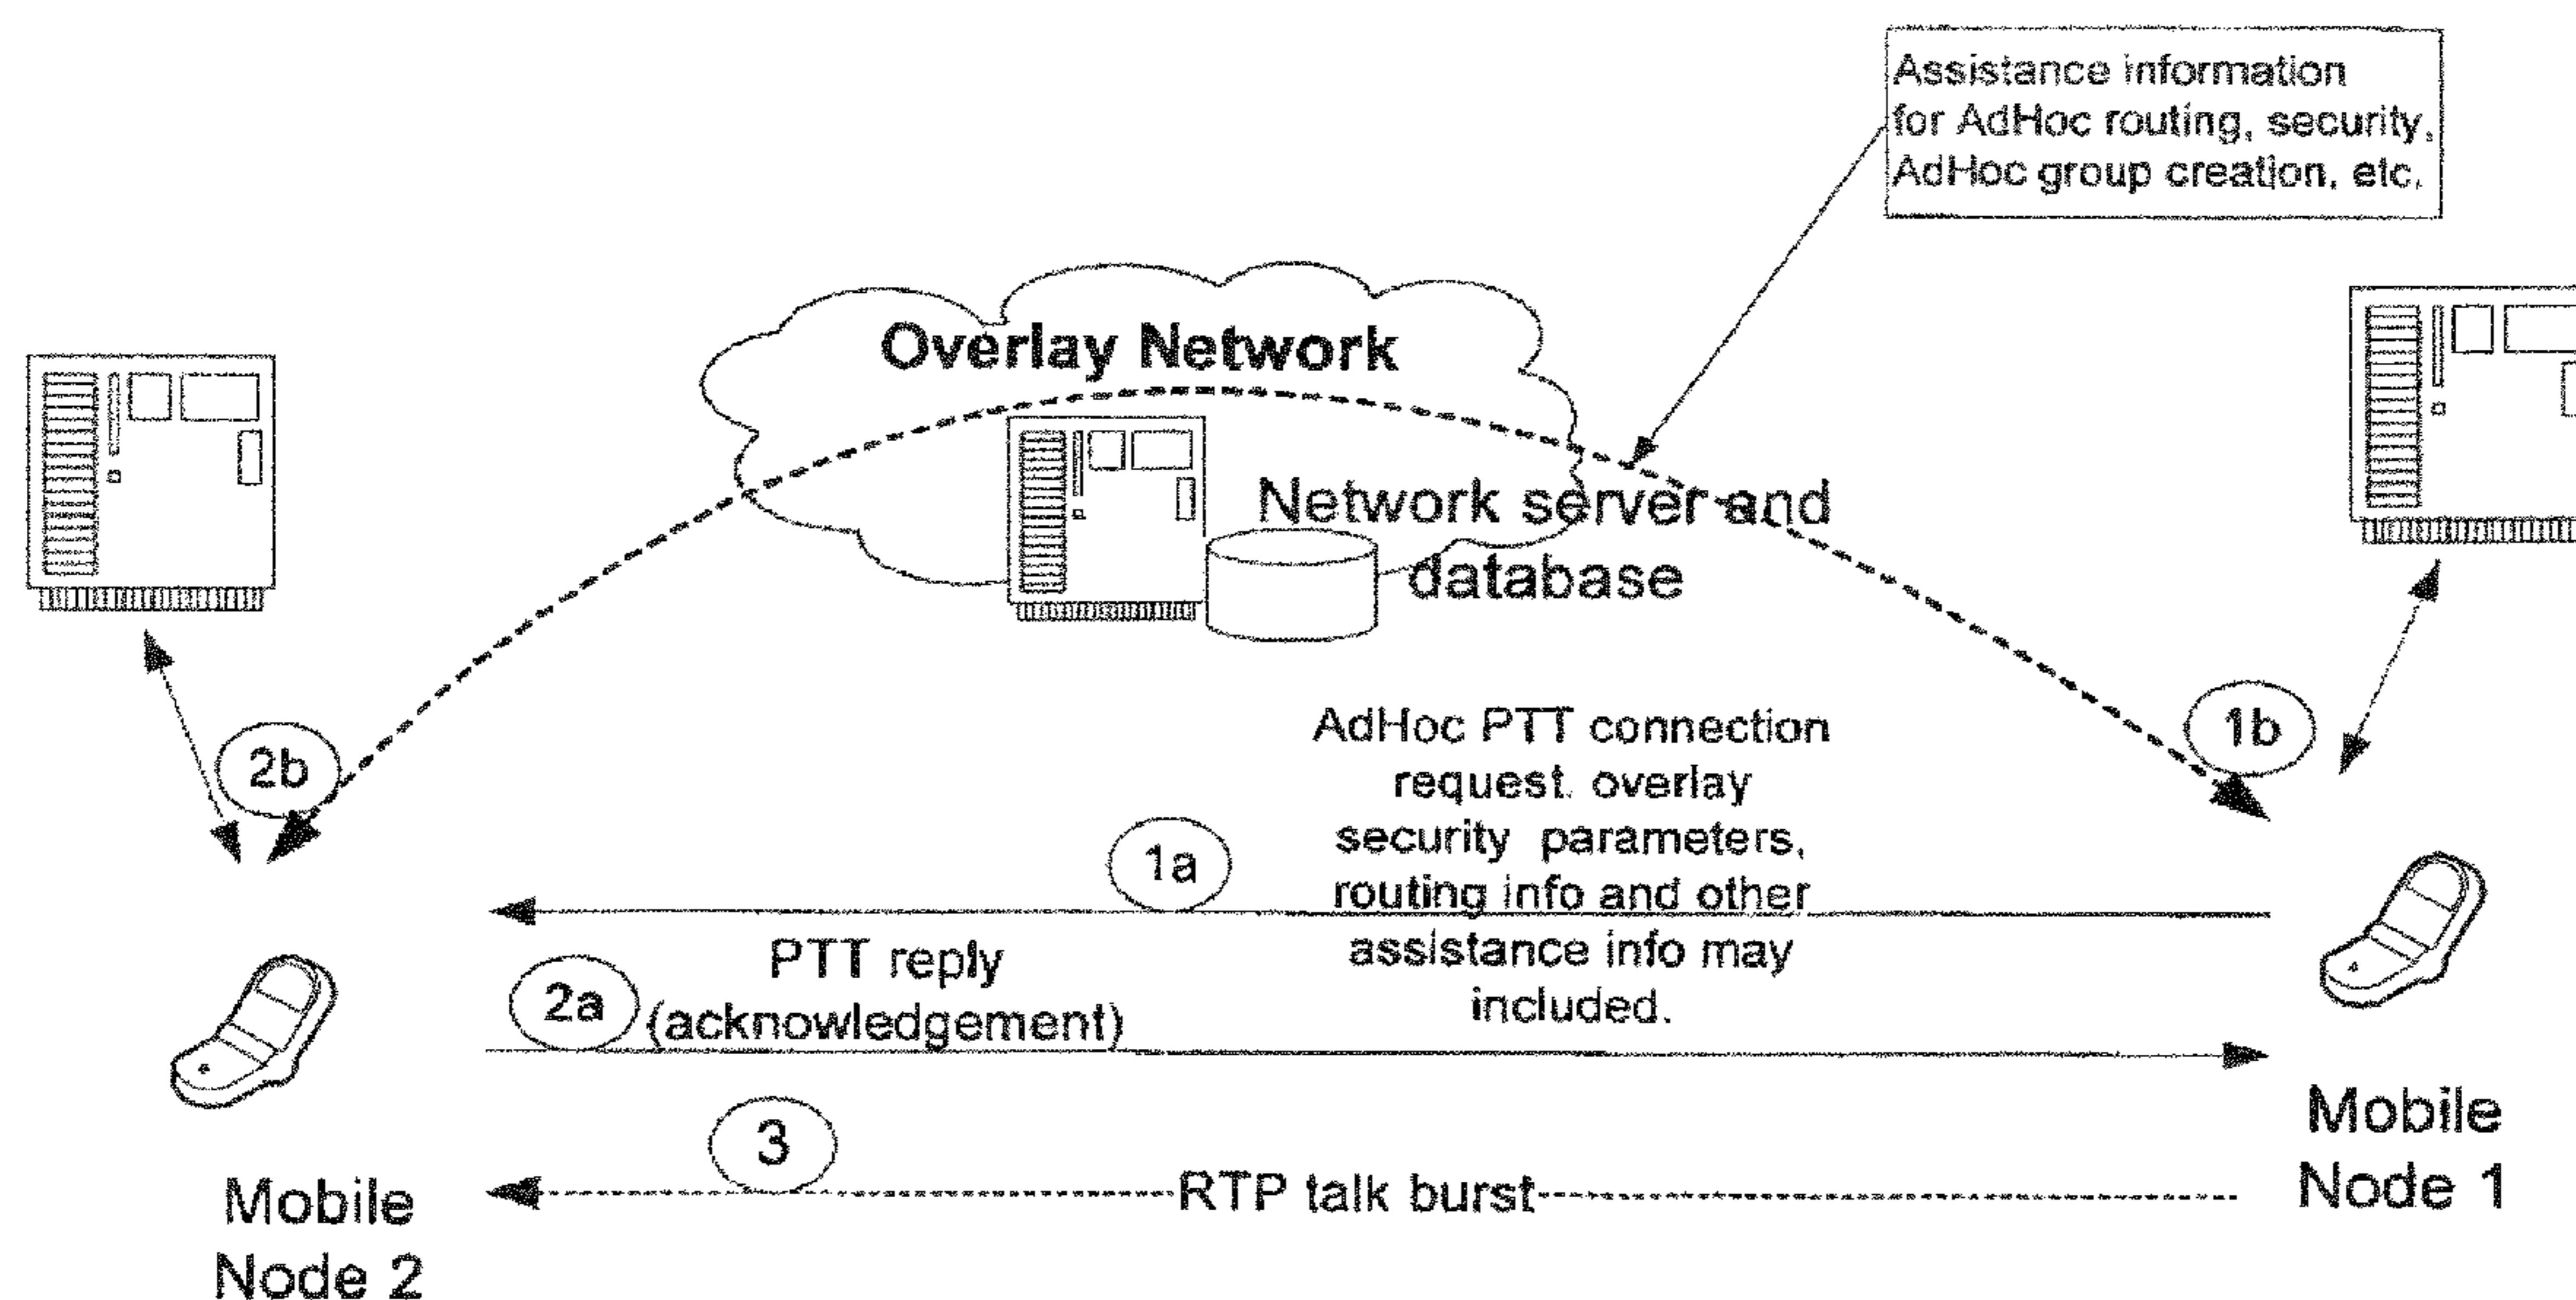 Assistance information
for AdHoc routing, security,
AdHoc group creation, etc.
Overlay Network
Network server and
database
2b
1b
AdHoc PTT connection
request. overlay
security parameters,
routing info and other
assistance info may
included.
1a
PTT reply
(acknowledgement)
2a
3
RTP talk burst
Mobile
Node 1
Mobile
Node 2